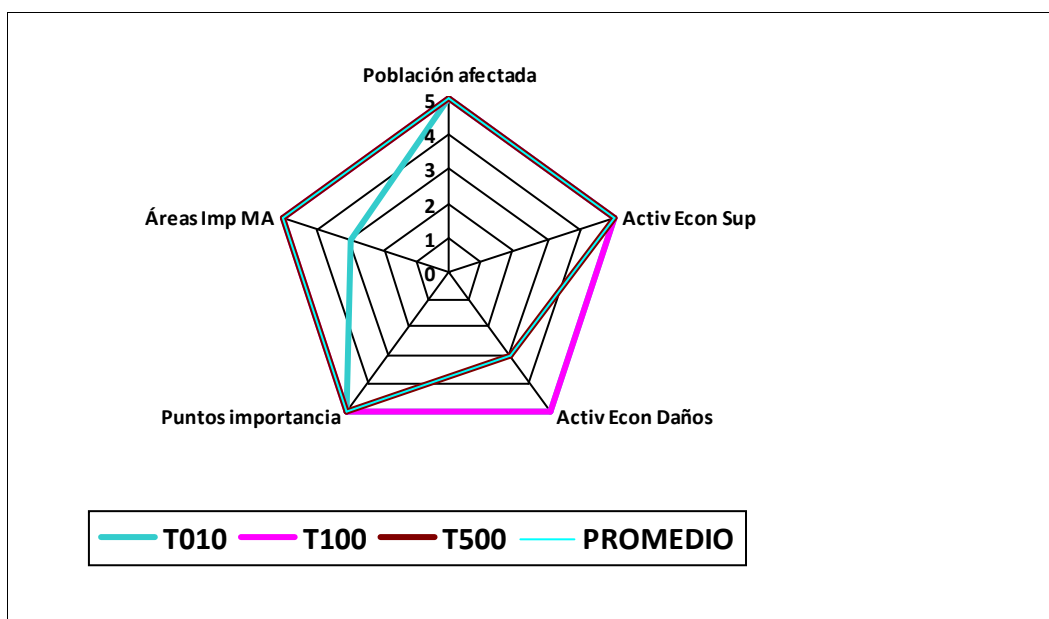 Población afectada
5
4
3
2
1
0
Áreas Imp MA
Activ Econ Sup
Puntos importancia
Activ Econ Daños
T010 T100 T500 PROMEDIO